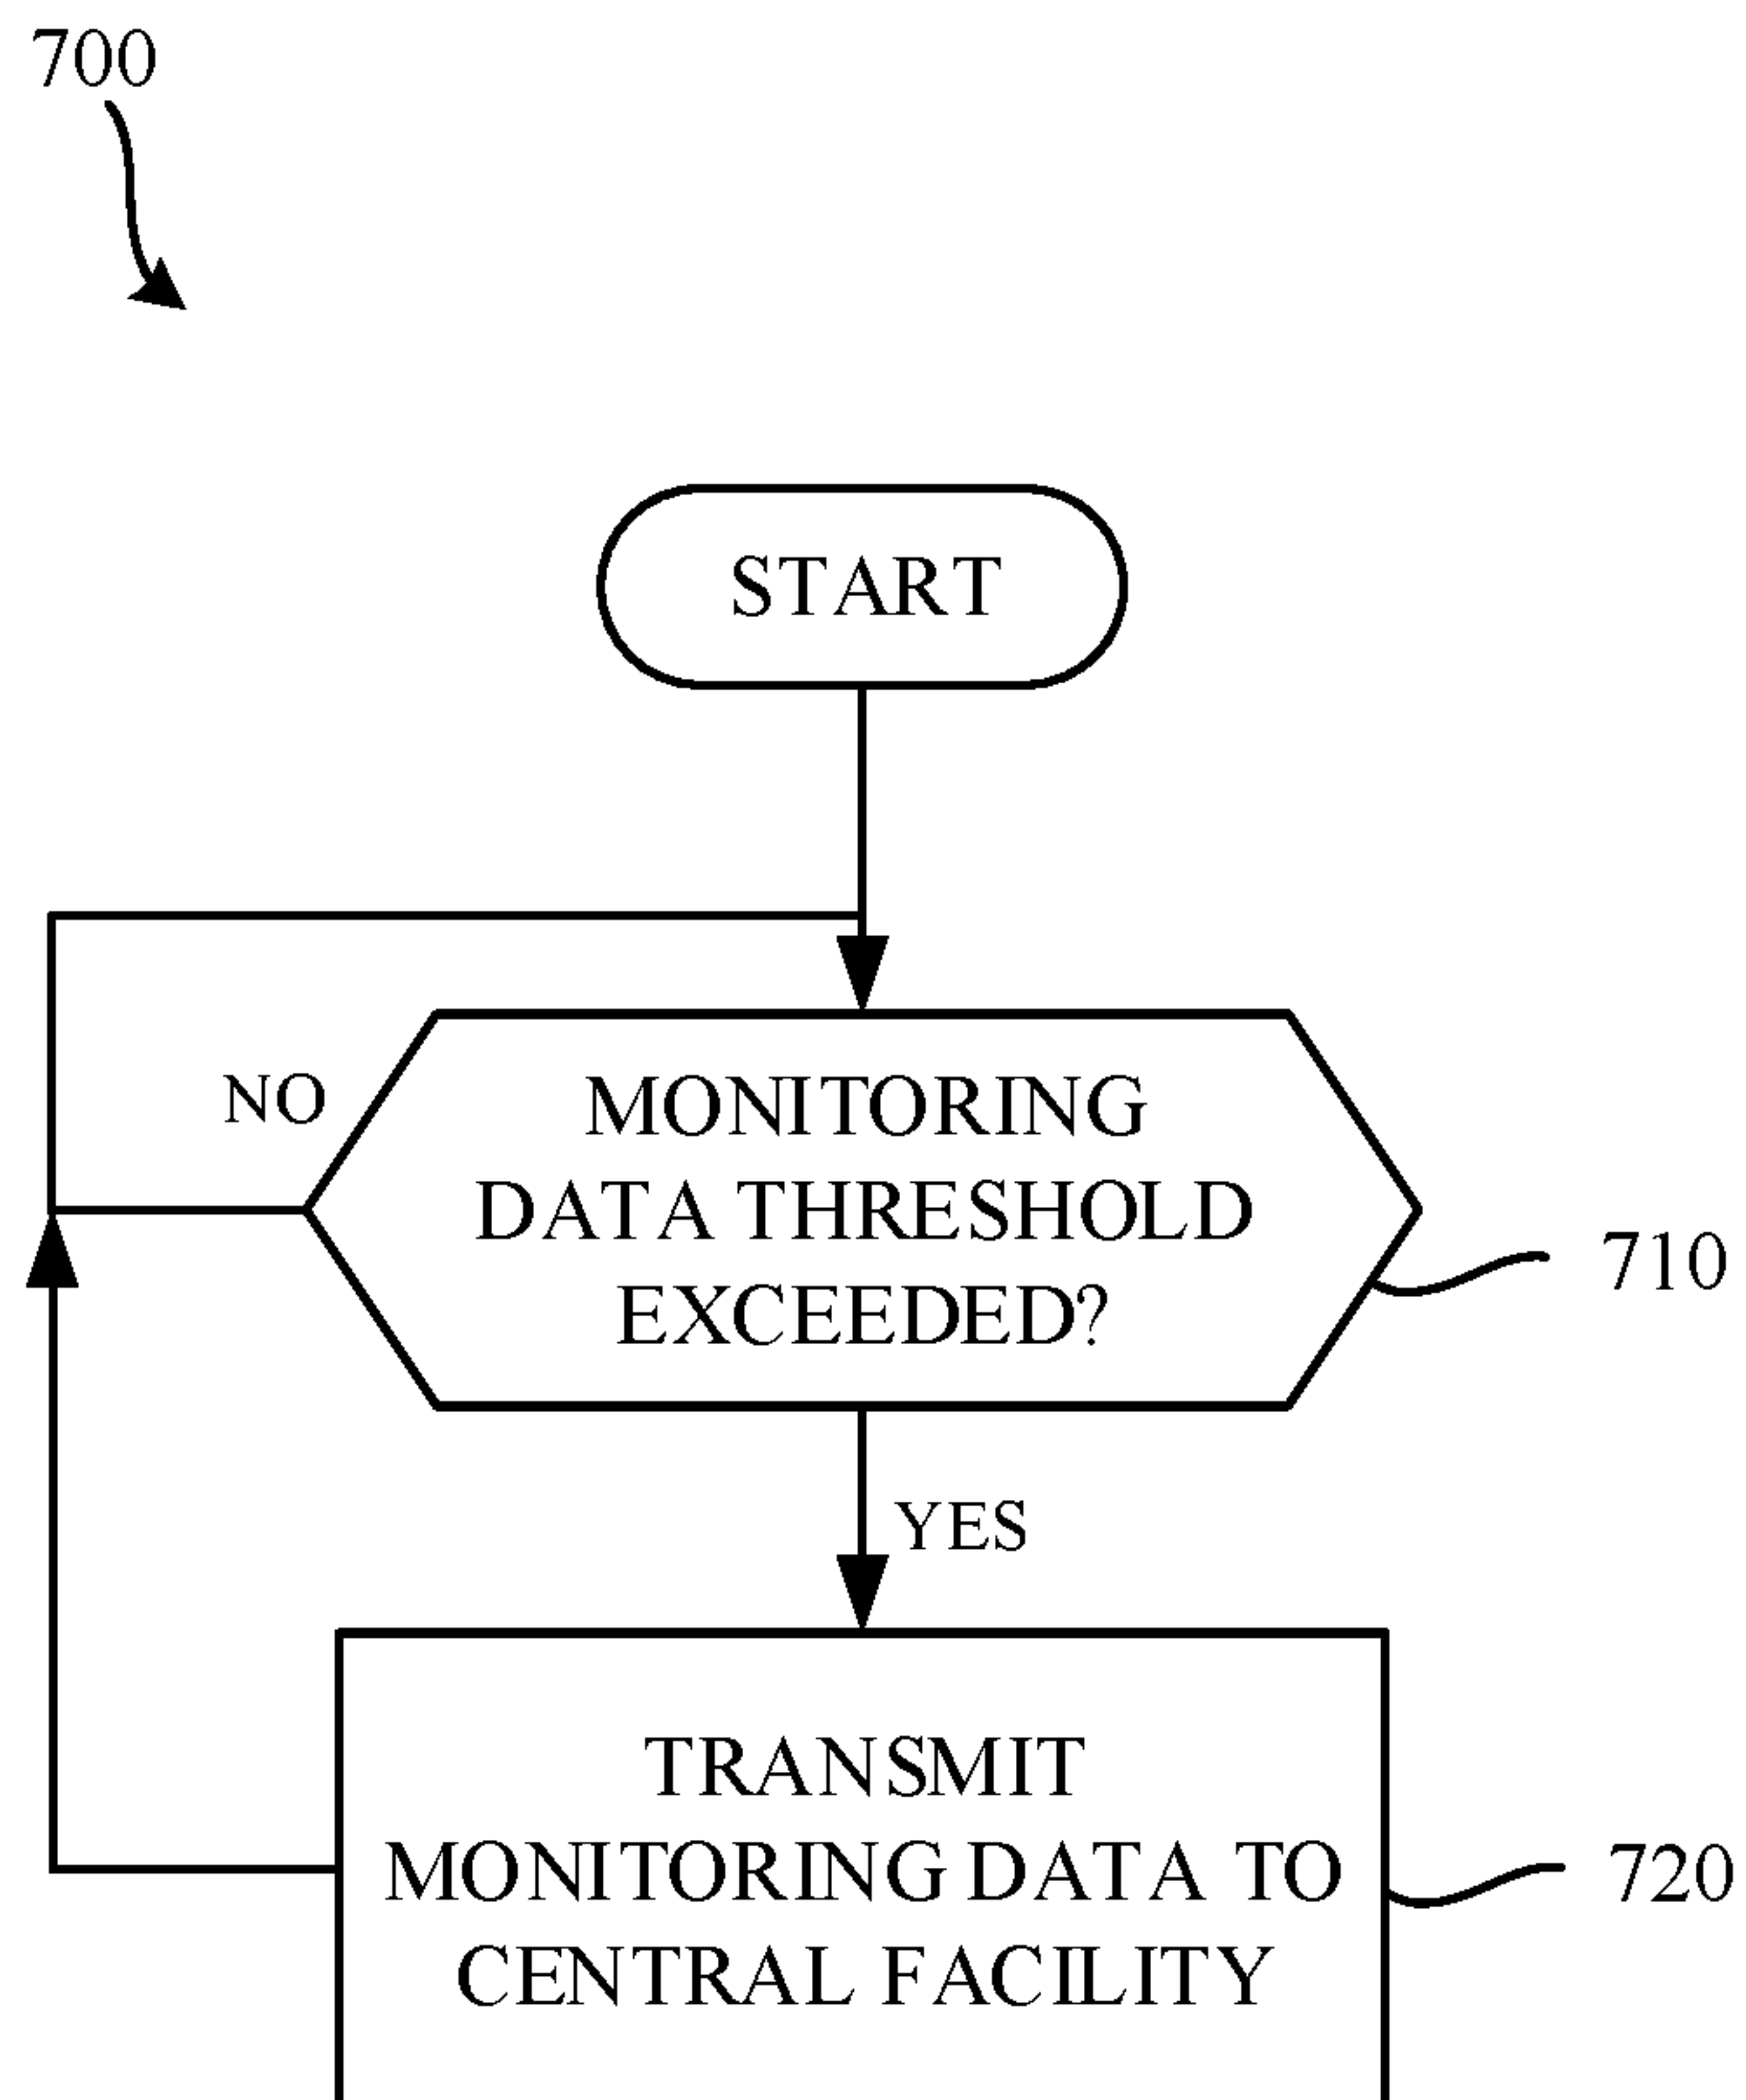 700
START
NO
MONITORING
DATA THRESHOLD
EXCEEDED?
710
YES
TRANSMIT
MONITORING DATA TO
CENTRAL FACILITY
720